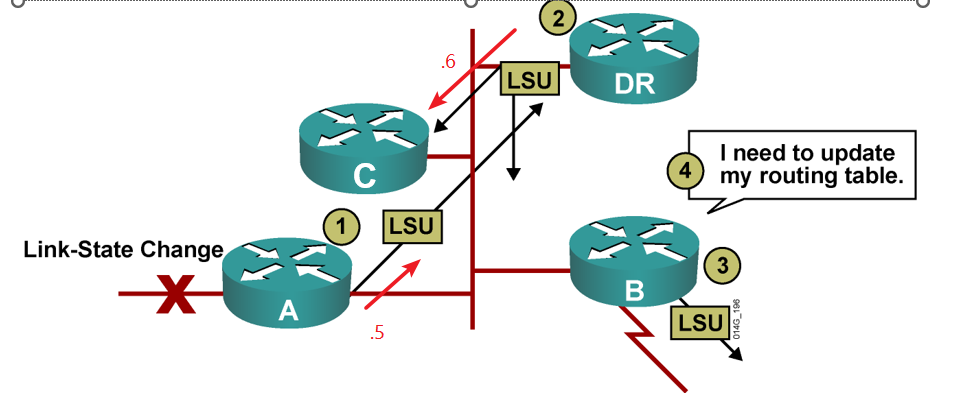 2
.6
LSU
DR
C
I need to update
my routing table.
4
1
LSU
Link-State Change
X
A
3
B
LSU
014G_196
.5